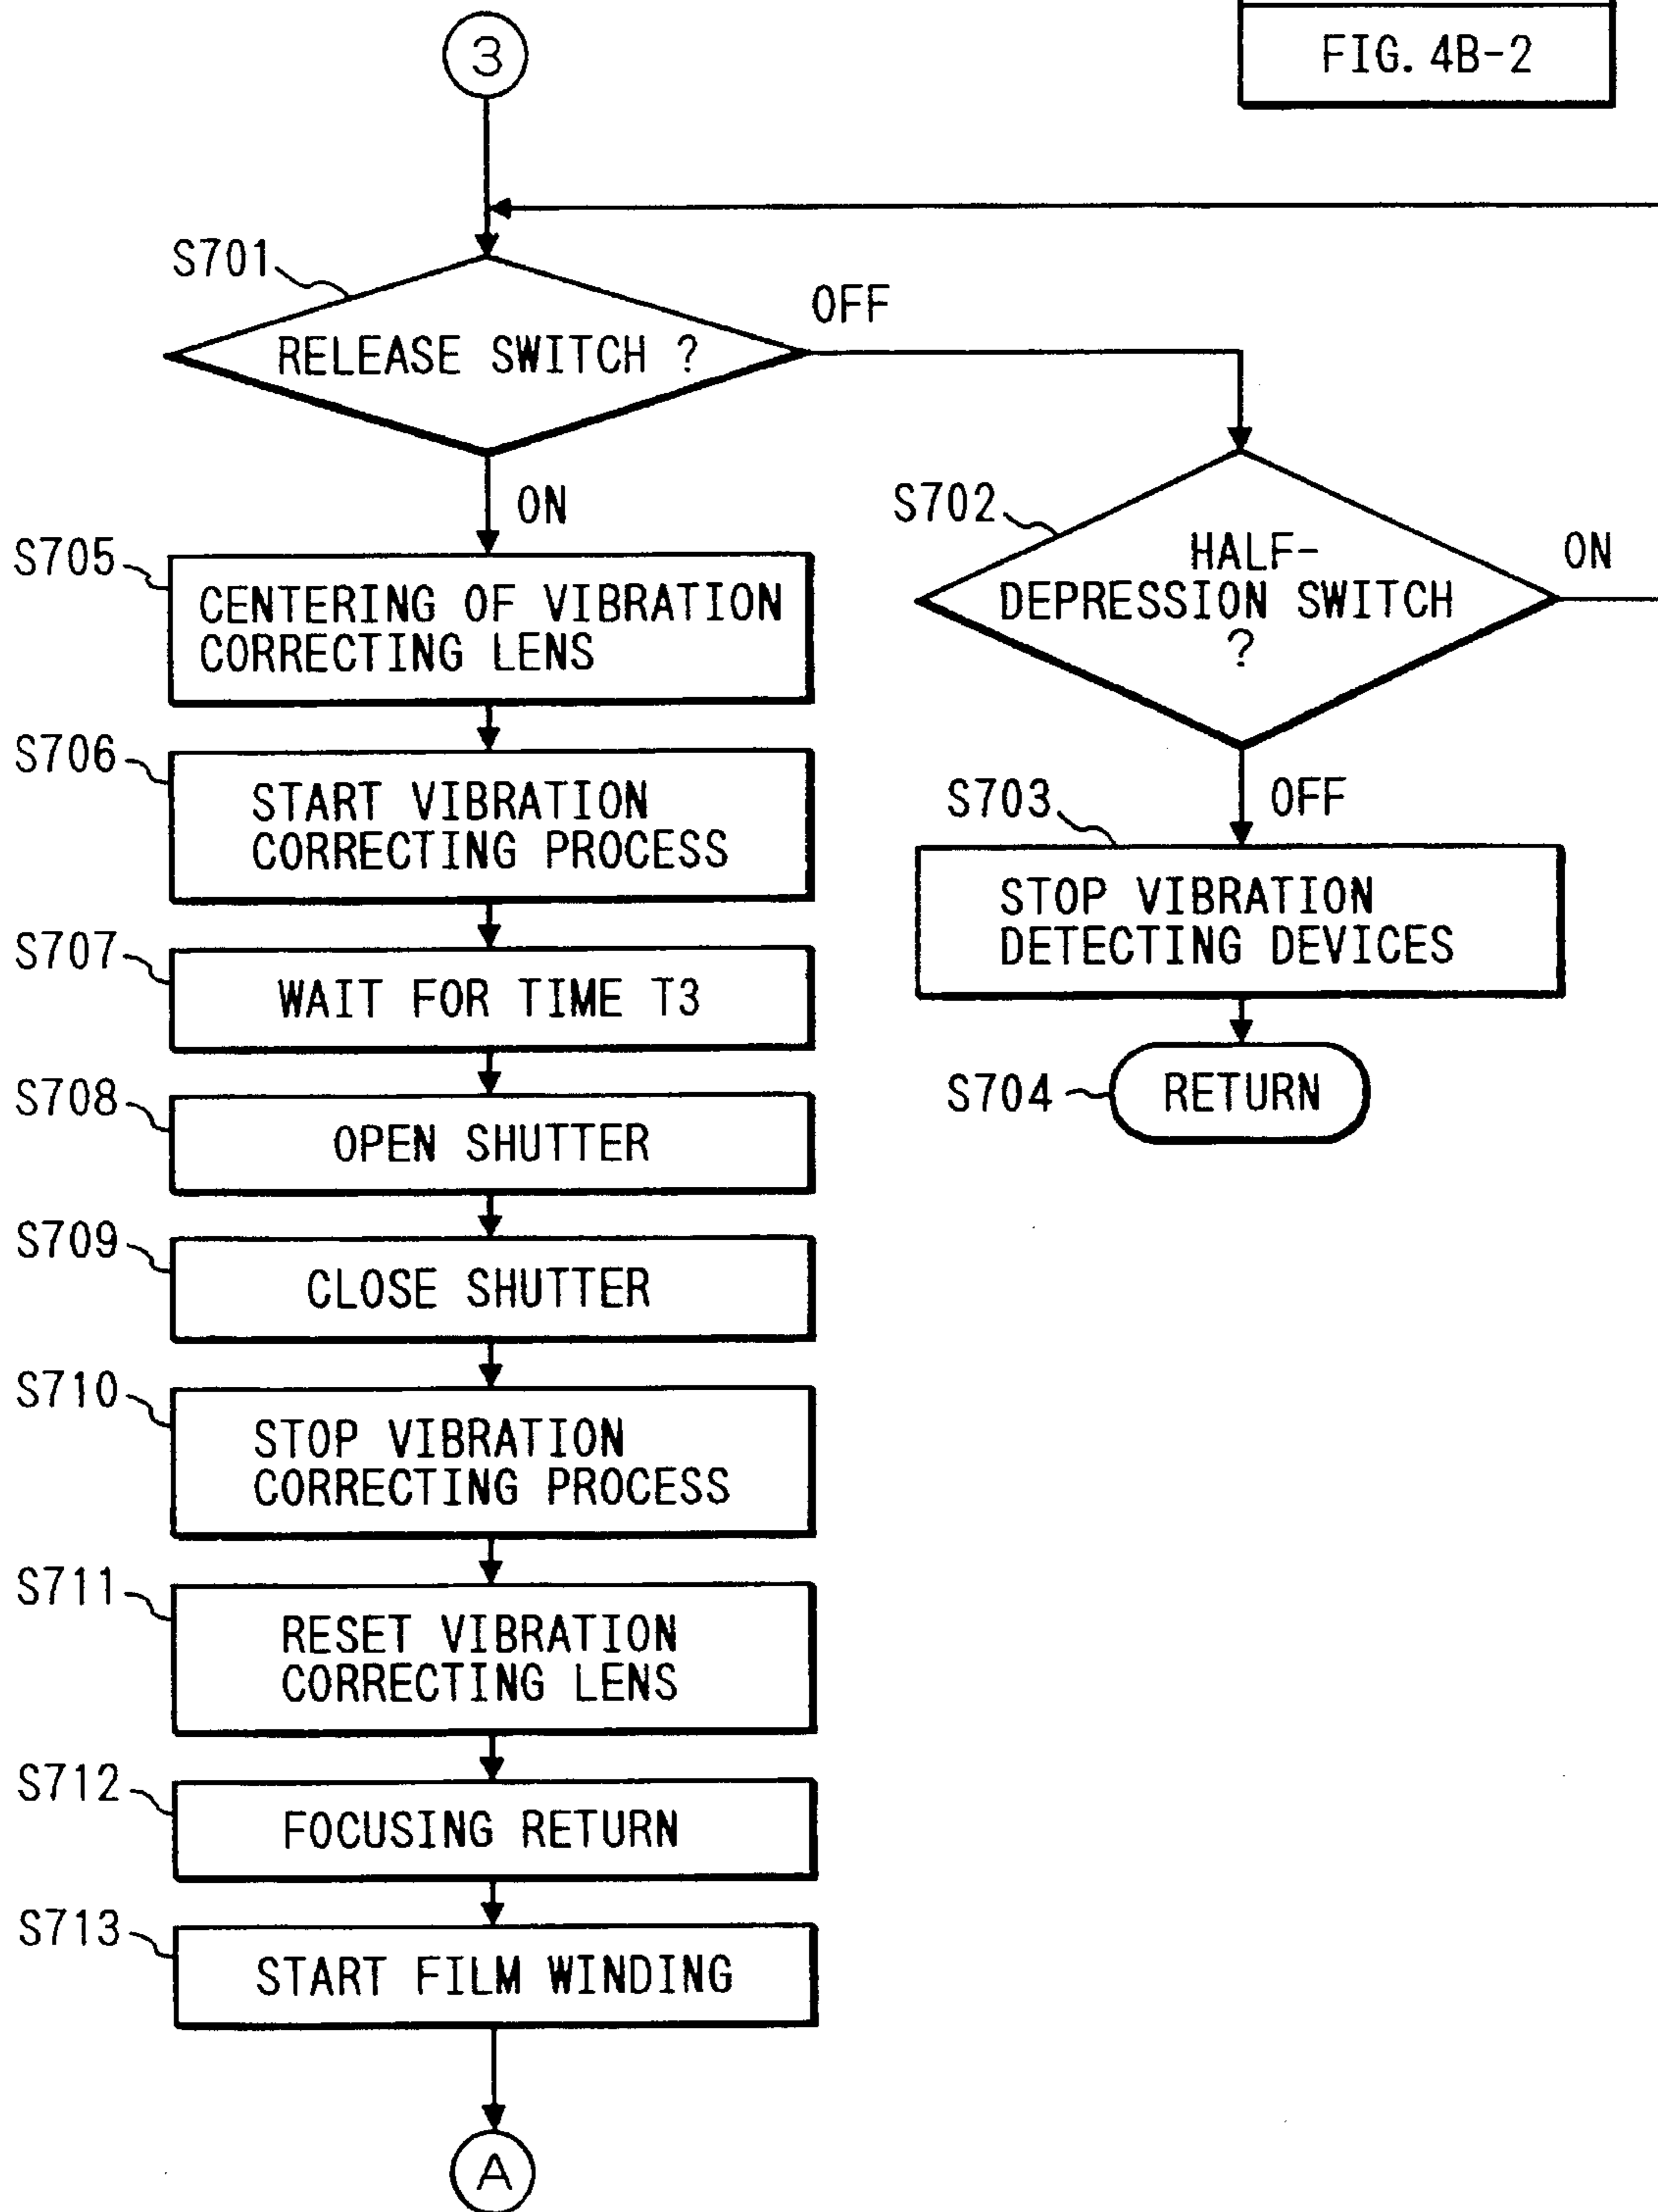 FIG. 4B-2
3
S701
RELEASE SWITCH ?
OFF
ON
S702
HALF-
DEPRESSION SWITCH
?
ON
OFF
S703
STOP VIBRATION
DETECTING DEVICES
S704
RETURN
S705
CENTERING OF VIBRATION
CORRECTING LENS
S706
START VIBRATION
CORRECTING PROCESS
S707
WAIT FOR TIME T3
S708
OPEN SHUTTER
S709
CLOSE SHUTTER
S710
STOP VIBRATION
CORRECTING PROCESS
S711
RESET VIBRATION
CORRECTING LENS
S712
FOCUSING RETURN
S713
START FILM WINDING
A